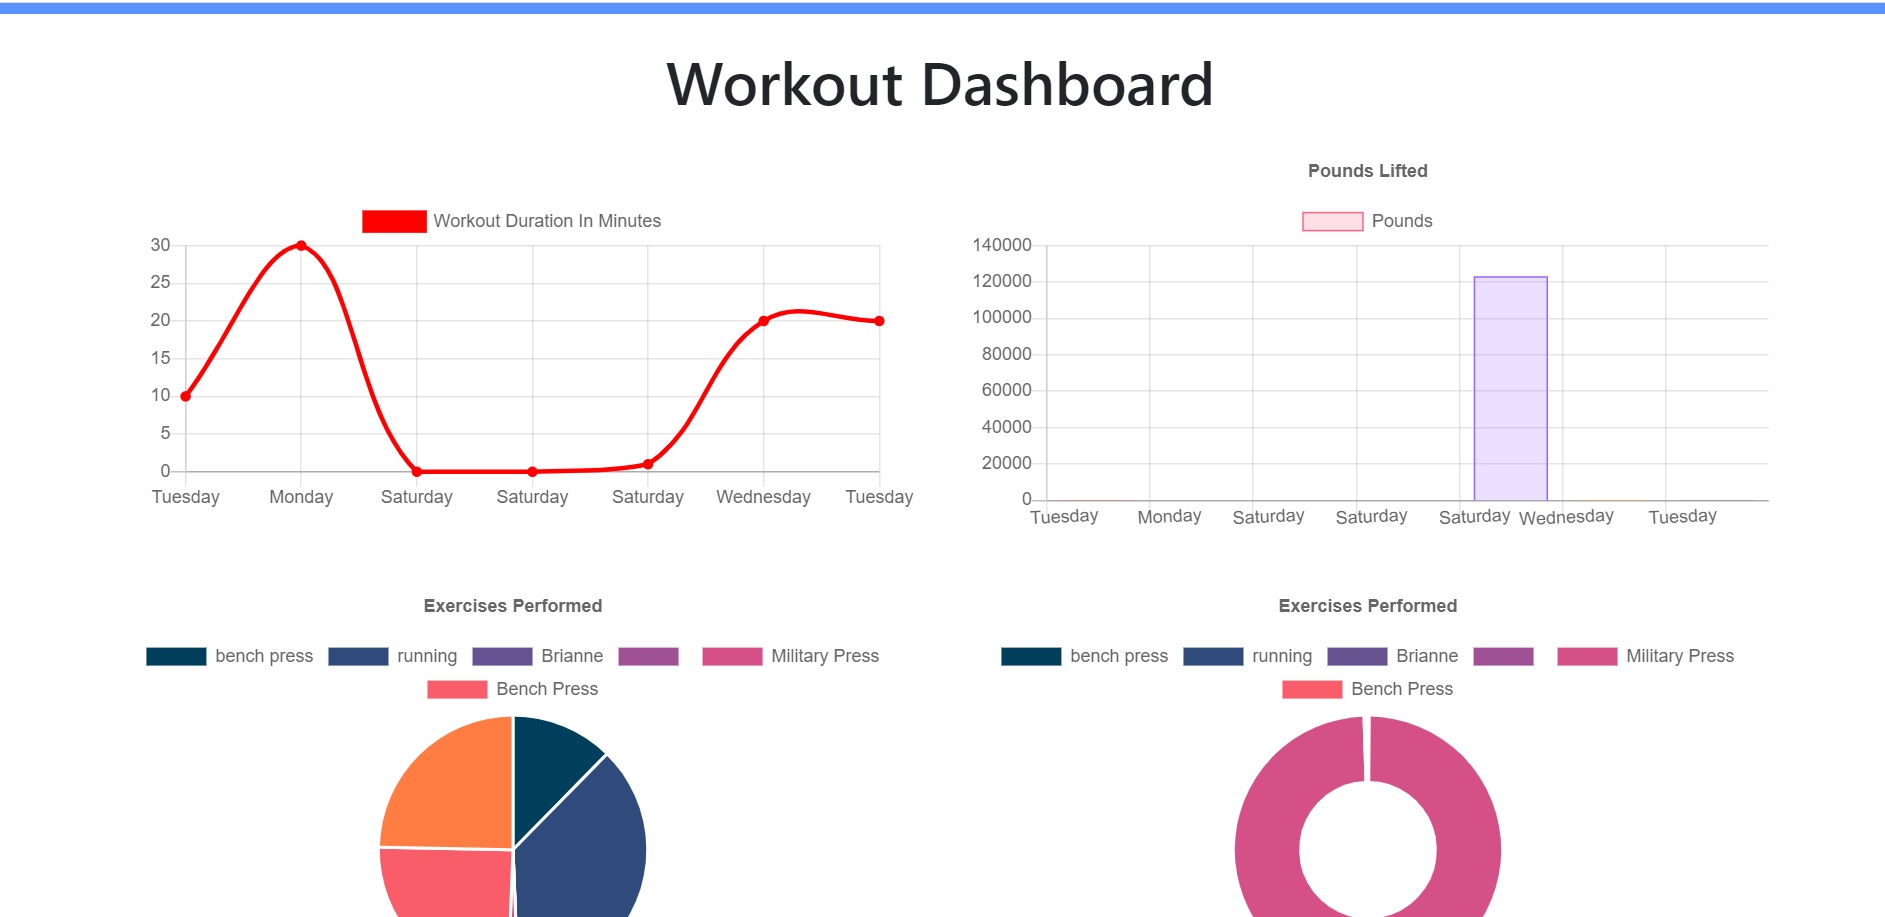 Workout Dashboard
Workout Duration In Minutes
30
25
20
15
10
5
0
Tuesday Monday Saturday Saturday Saturday Wednesday Tuesday
Pounds Lifted
Pounds
140000
120000
100000
80000
60000
40000
20000
0
Tuesday Monday Saturday Saturday Saturday Wednesday Tuesday
Exercises Performed
bench press running Brianne Military Press
Bench Press
Exercises Performed
bench press running Brianne Military Press
Bench Press